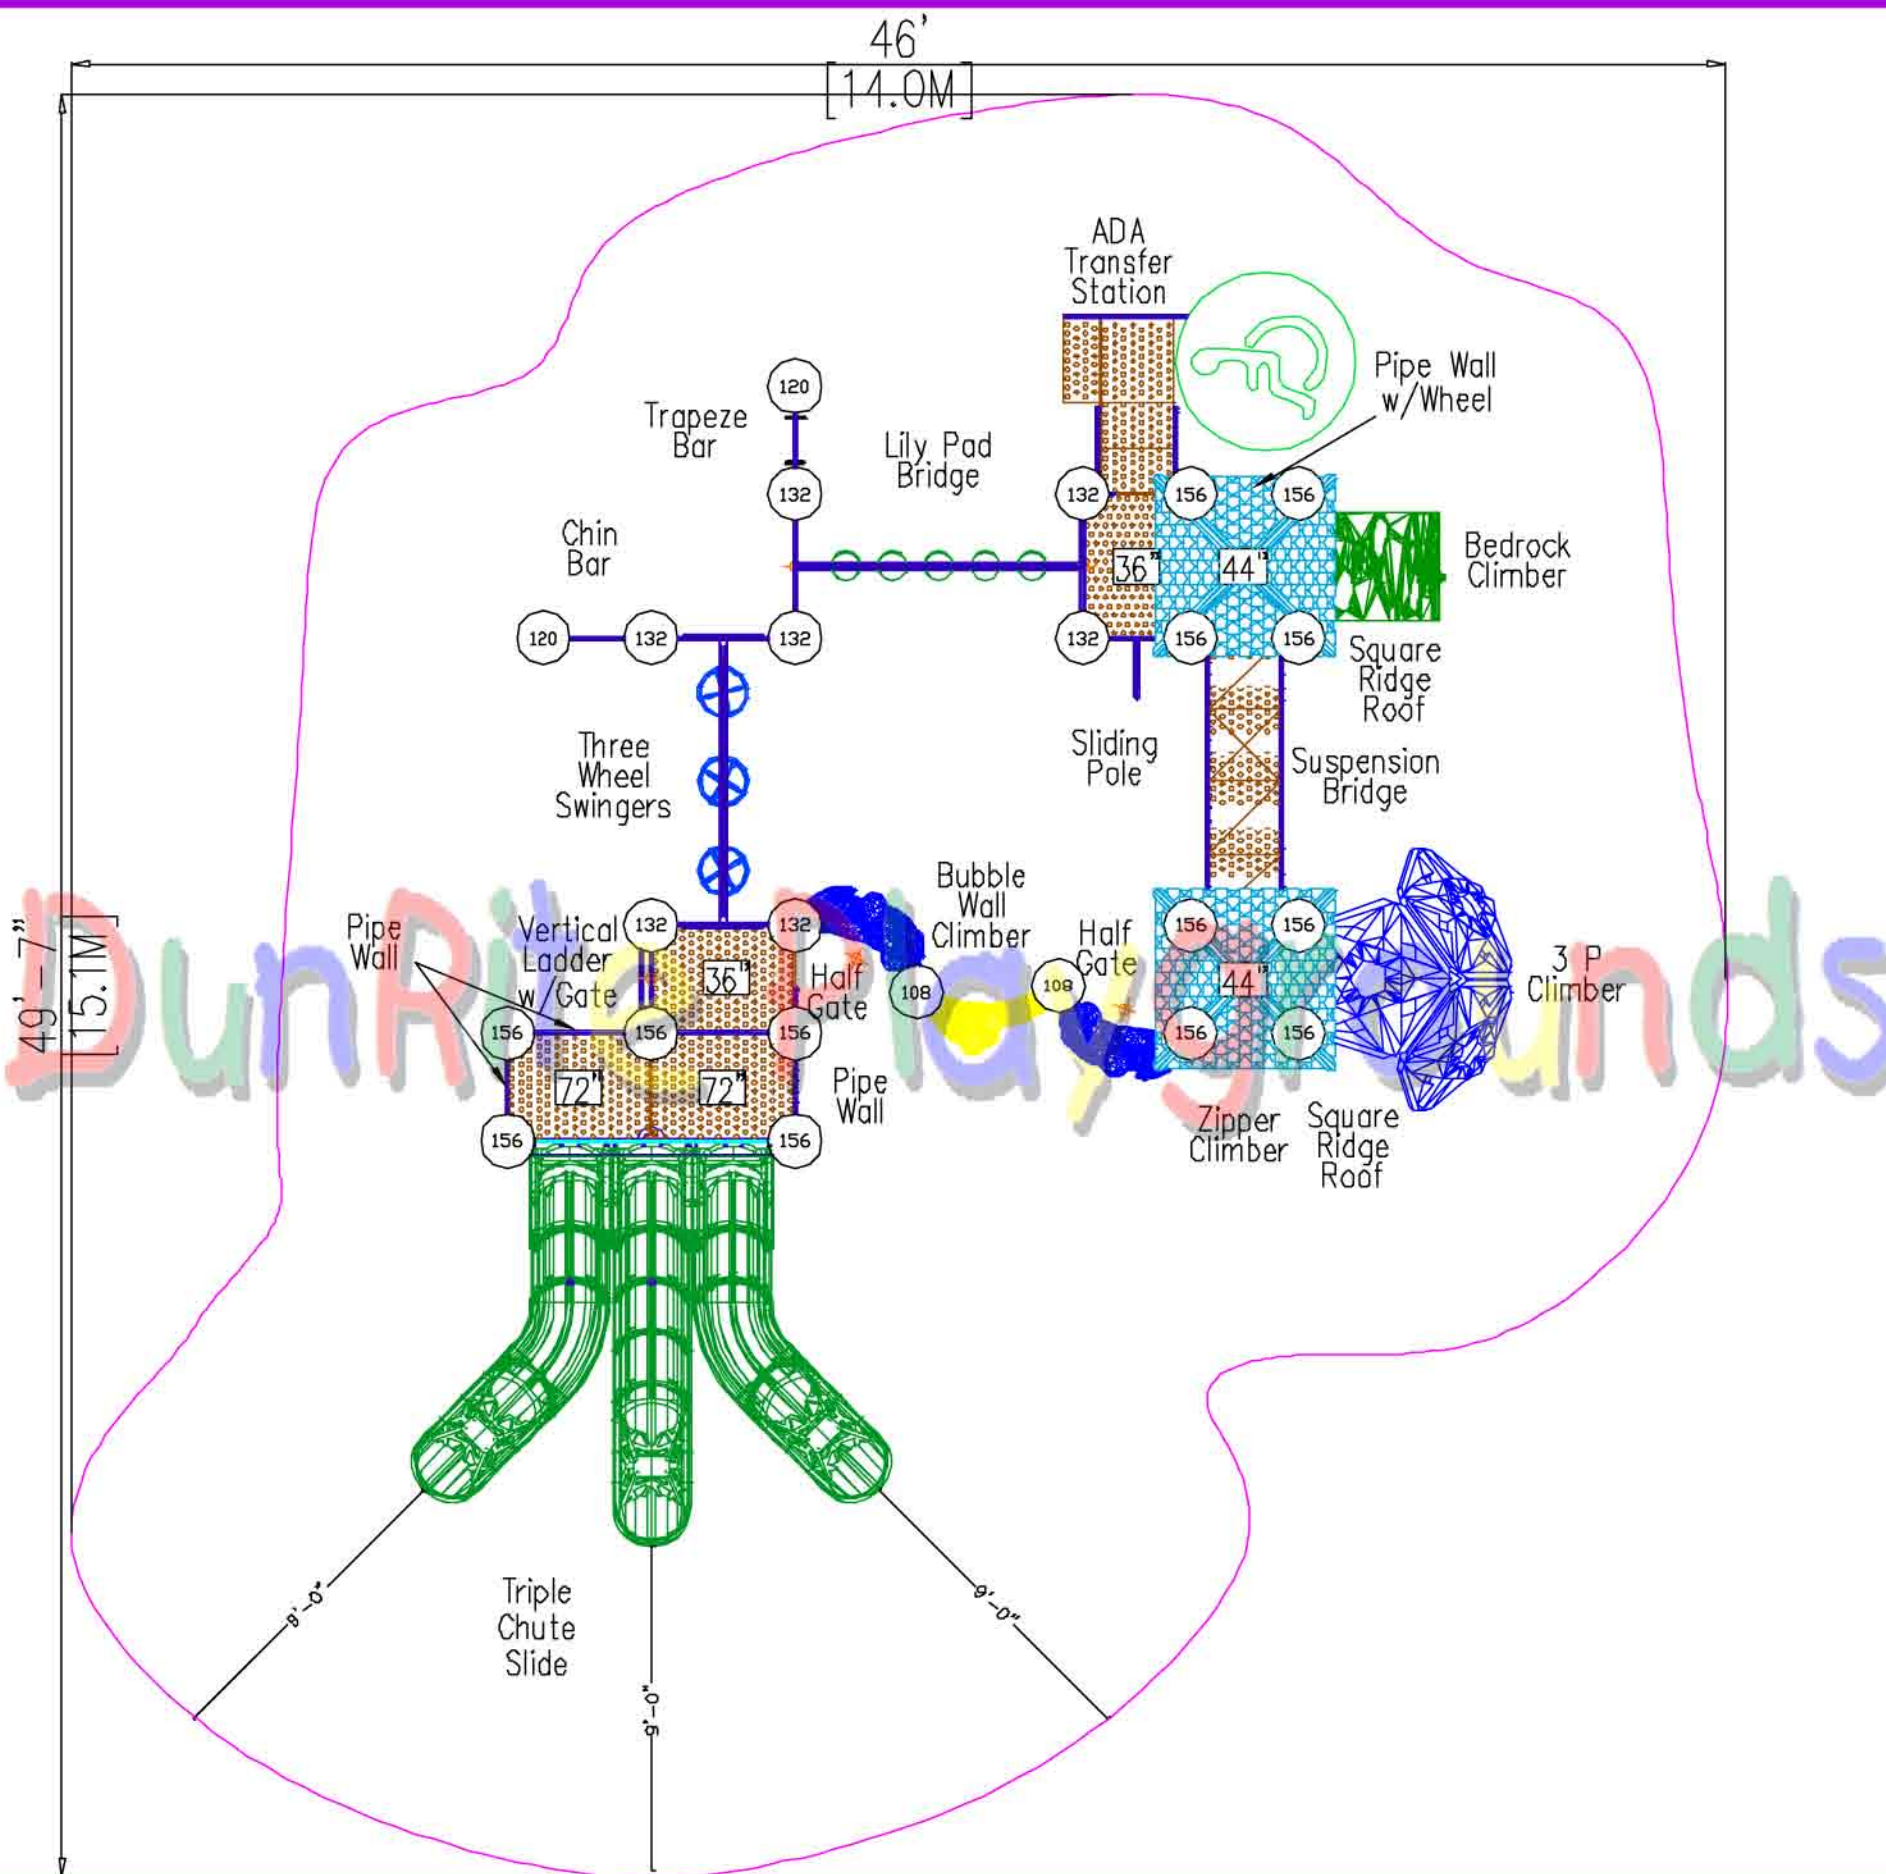 46'
[14.0M]
ADA
Transfer
Station
Pipe Wall
w/Wheel
120
Trapeze
Bar
Lily Pad
Bridge
132
132
156
156
Chin
Bar
36"
44"
Bedrock
Climber
120
132
132
132
156
156
Square
Ridge
Roof
Three
Wheel
Swingers
Sliding
Pole
Suspension
Bridge
Bubble
Wall
Climber
Pipe
Wall
Vertical
Ladder
w/Gate
132
132
Half
Gate
156
156
49'-7"
[15.1M]
DunRite Playgrounds
36"
Half
Gate
108
108
44"
3 P
Climber
156
156
156
156
156
72"
72"
Pipe
Wall
156
156
Zipper
Climber
Square
Ridge
Roof
Triple
Chute
Slide
8'-0"
9'-0"
9'-0"